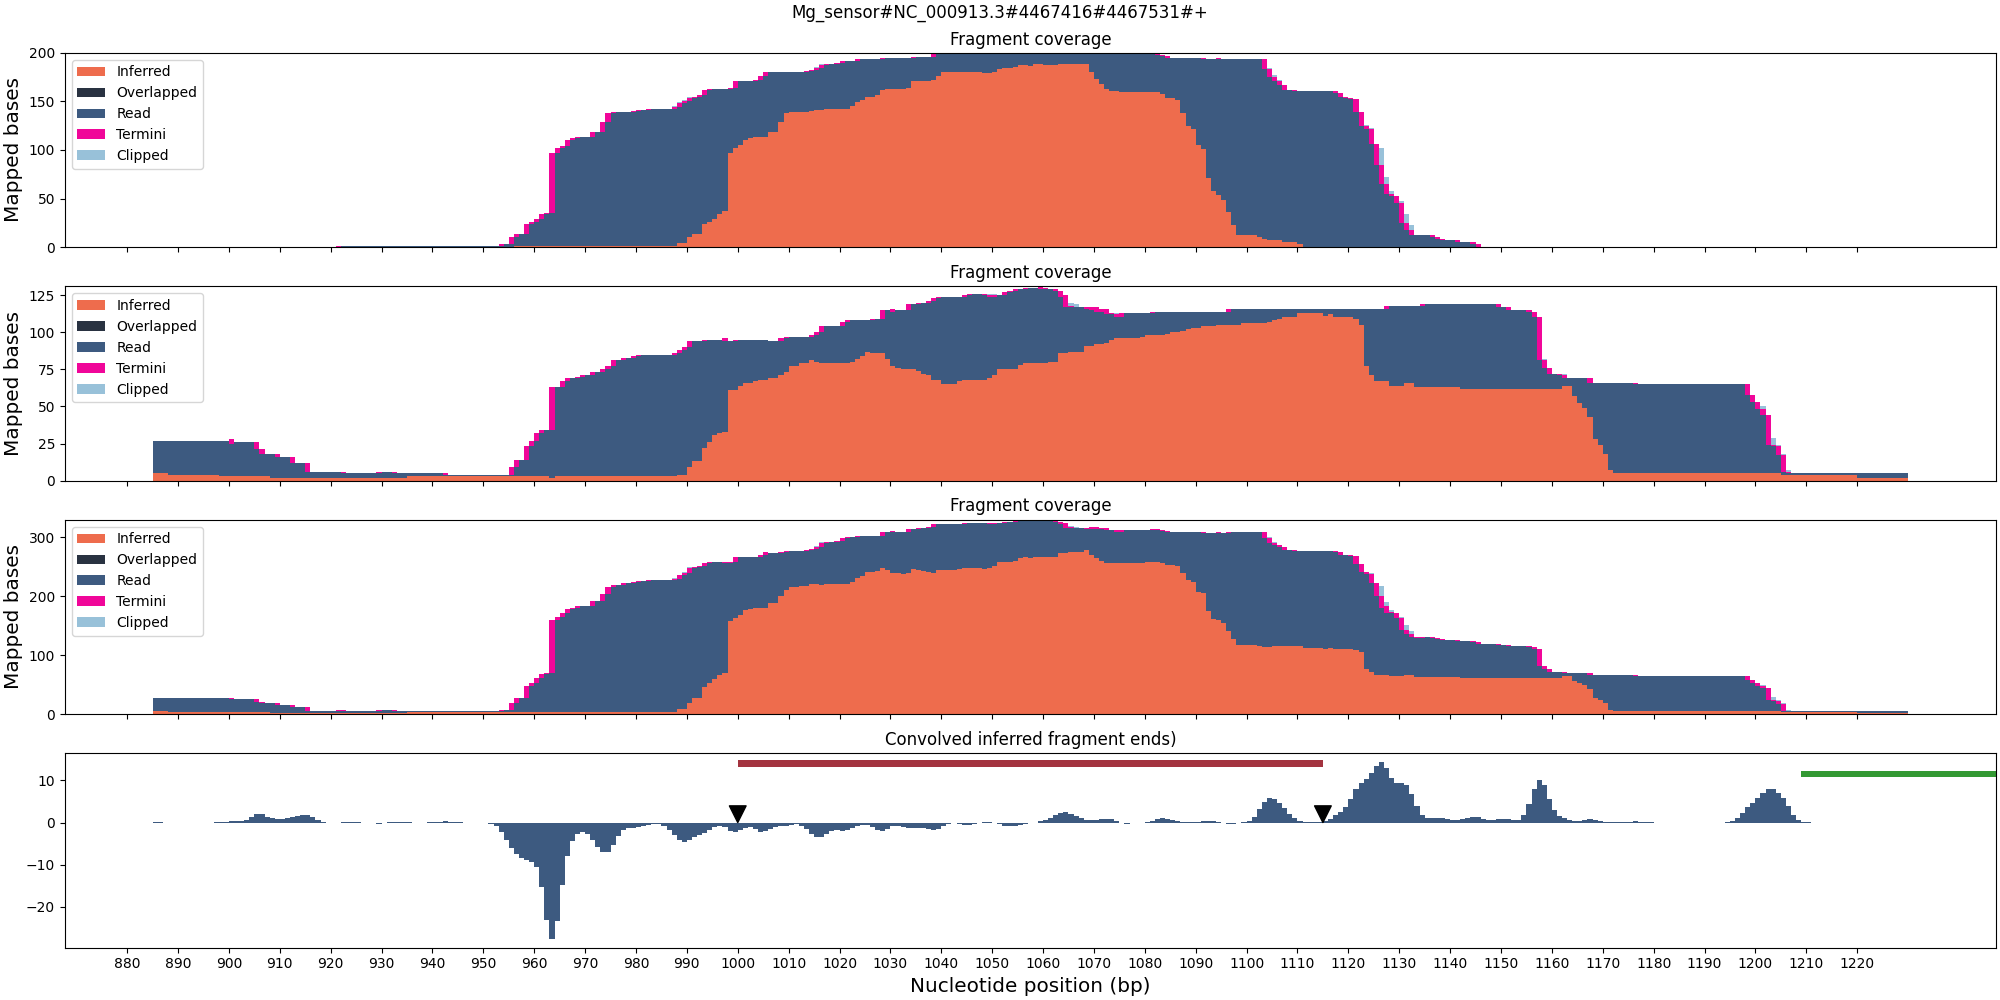 Mg_sensor#NC_000913.3#4467416#4467531#+
Fragment coverage
Mapped bases
200
150
100
50
0
Inferred
Overlapped
Read
Termini
Clipped
Fragment coverage
Mapped bases
125
100
75
50
25
0
Inferred
Overlapped
Read
Termini
Clipped
Fragment coverage
Mapped bases
300
200
100
0
Inferred
Overlapped
Read
Termini
Clipped
Convolved inferred fragment ends)
10
0
−10
−20
880 890 900 910 920 930 940 950 960 970 980 990 1000 1010 1020 1030 1040 1050 1060 1070 1080 1090 1100 1110 1120 1130 1140 1150 1160 1170 1180 1190 1200 1210 1220
Nucleotide position (bp)